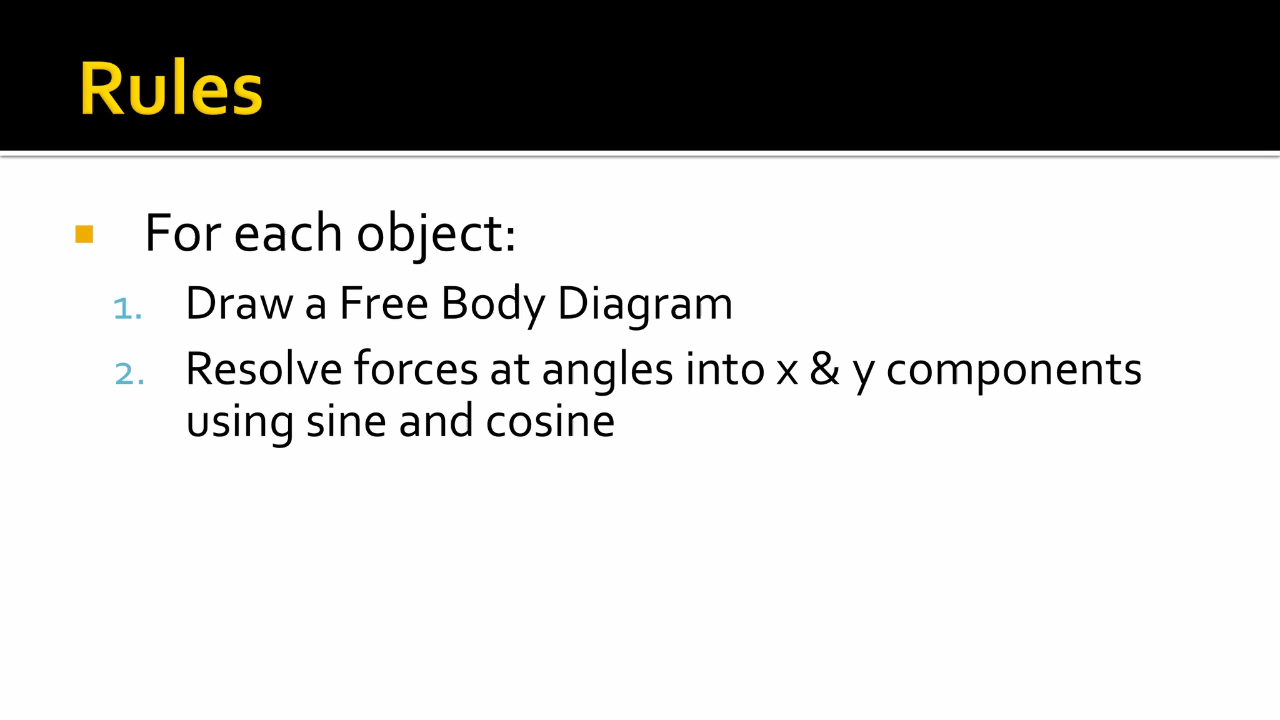 Rules
For each object:
1. Draw a Free Body Diagram
2. Resolve forces at angles into x & y components
using sine and cosine